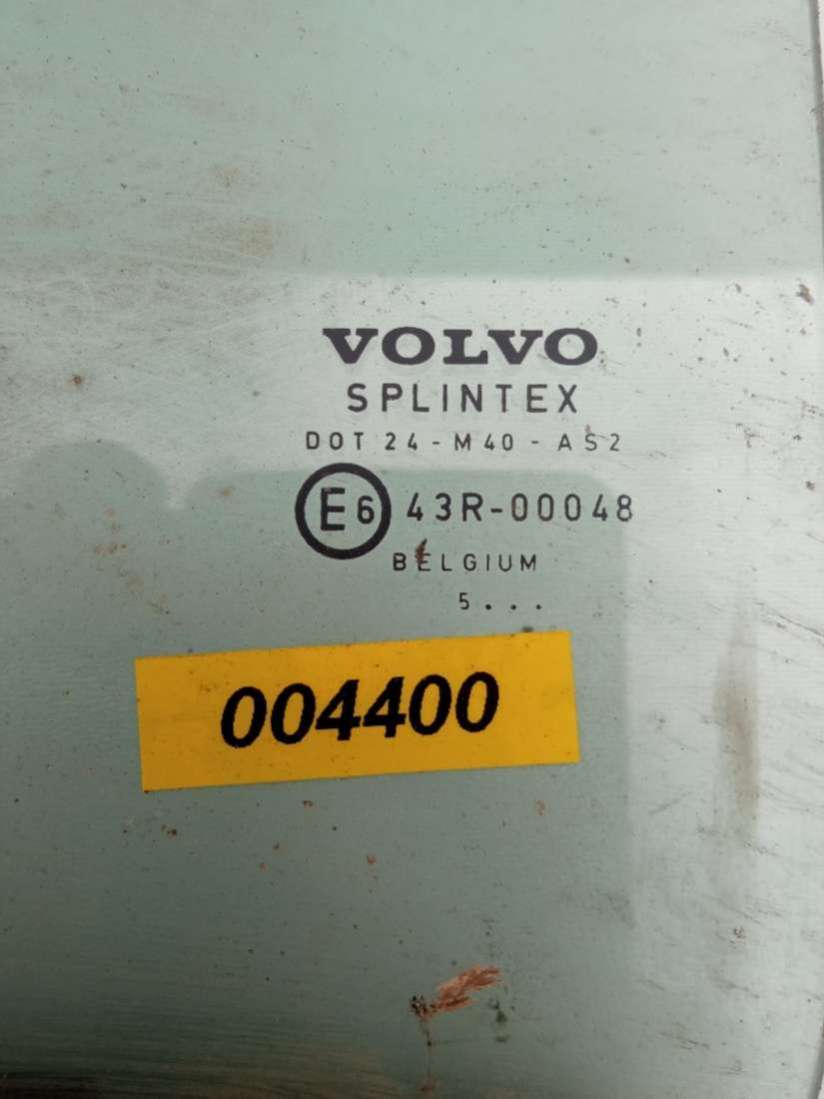 VOLVO
SPLINTEX
DOT 24-M40-AS2
E6 43R-00048
BELGIUM
5...
004400